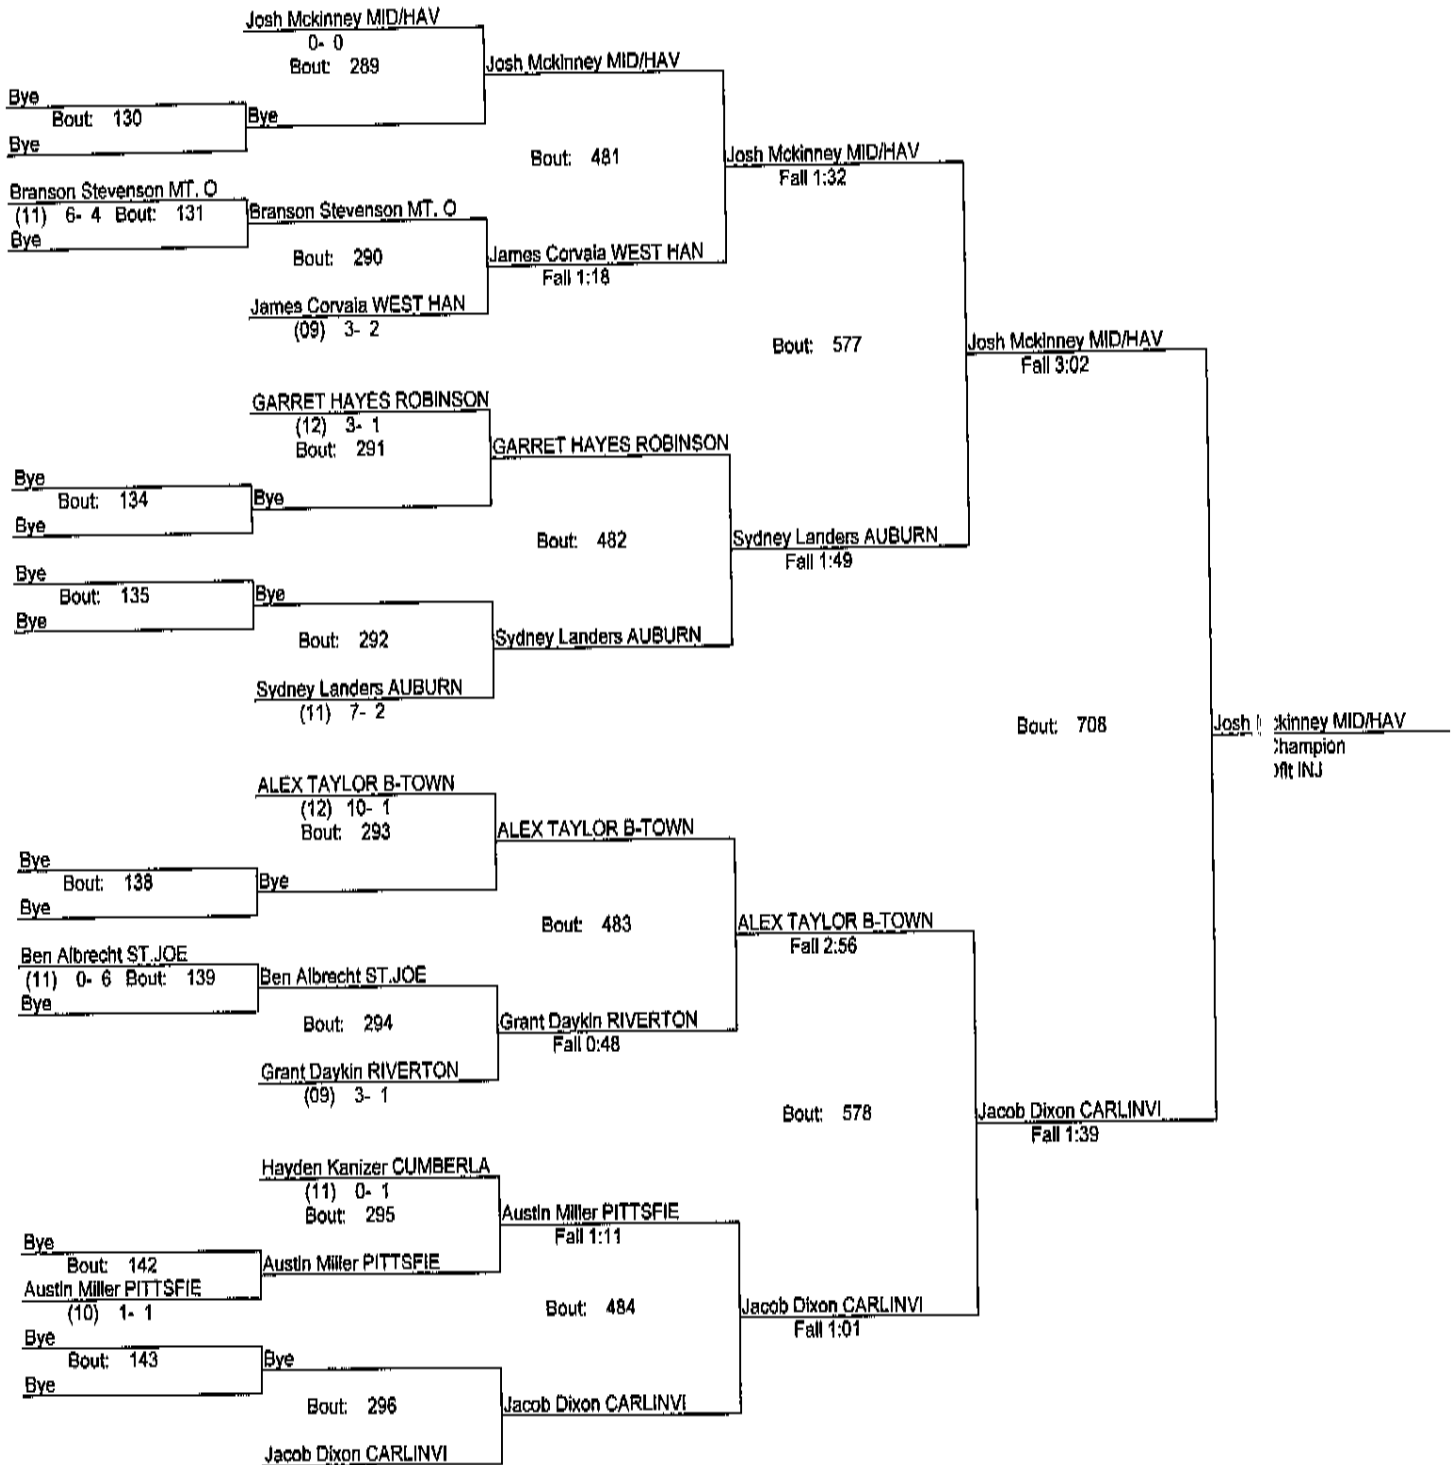 Josh Mckinney MID/HAV
0- 0
Bout: 289
Josh Mckinney MID/HAV
Bye
Bout: 130
Bye
Bye
Bout: 481
Josh Mckinney MID/HAV
Fall 1:32
Branson Stevenson MT. O
(11) 6- 4 Bout: 131
Branson Stevenson MT. O
Bye
Bout: 290
James Corvaia WEST HAN
Fall 1:18
James Corvaia WEST HAN
(09) 3- 2
Bout: 577
Josh Mckinney MID/HAV
Fall 3:02
GARRET HAYES ROBINSON
(12) 3- 1
Bout: 291
GARRET HAYES ROBINSON
Bye
Bout: 134
Bye
Bye
Bout: 482
Sydney Landers AUBURN
Fall 1:49
Bye
Bout: 135
Bye
Bye
Bout: 292
Sydney Landers AUBURN
Sydney Landers AUBURN
(11) 7- 2
Bout: 708
Josh ckinney MID/HAV
Champion
INJ
ALEX TAYLOR B-TOWN
(12) 10- 1
Bout: 293
ALEX TAYLOR B-TOWN
Bye
Bout: 138
Bye
Bye
Bout: 483
ALEX TAYLOR B-TOWN
Fall 2:56
Ben Albrecht ST.JOE
(11) 0- 6 Bout: 139
Ben Albrecht ST.JOE
Bye
Bout: 294
Grant Daykin RIVERTON
Fall 0:48
Grant Daykin RIVERTON
(09) 3- 1
Bout: 578
Jacob Dixon CARLINVI
Fall 1:39
Hayden Kanizer CUMBERLA
(11) 0- 1
Bout: 295
Austin Miller PITTSFIE
Fall 1:11
Bye
Bout: 142
Austin Miller PITTSFIE
Austin Miller PITTSFIE
(10) 1- 1
Bout: 484
Jacob Dixon CARLINVI
Fall 1:01
Bye
Bout: 143
Bye
Bye
Bout: 296
Jacob Dixon CARLINVI
Jacob Dixon CARLINVI